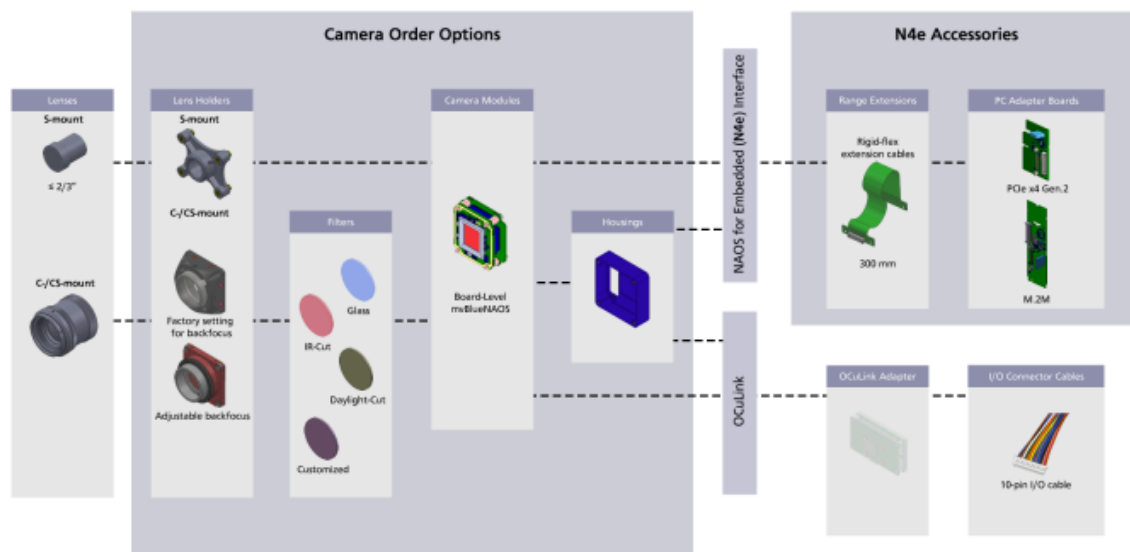 Camera Order Options
N4e Accessories
Lenses
S-mount
≤ 2/3"
C-/CS-mount
Lens Holders
S-mount
C-/CS-mount
Factory setting
for backfocus
Adjustable backfocus
Filters
Glass
IR-Cut
Daylight-Cut
Customized
Camera Modules
Board-Level
mvBlueNAOS
Housings
NAOS for Embedded (N4e) Interface
OCuLink
Range Extensions
Rigid-flex
extension cables
300 mm
PC Adapter Boards
PCIe x4 Gen.2
M.2M
OCuLink Adapter
I/O Connector Cables
10-pin I/O cable